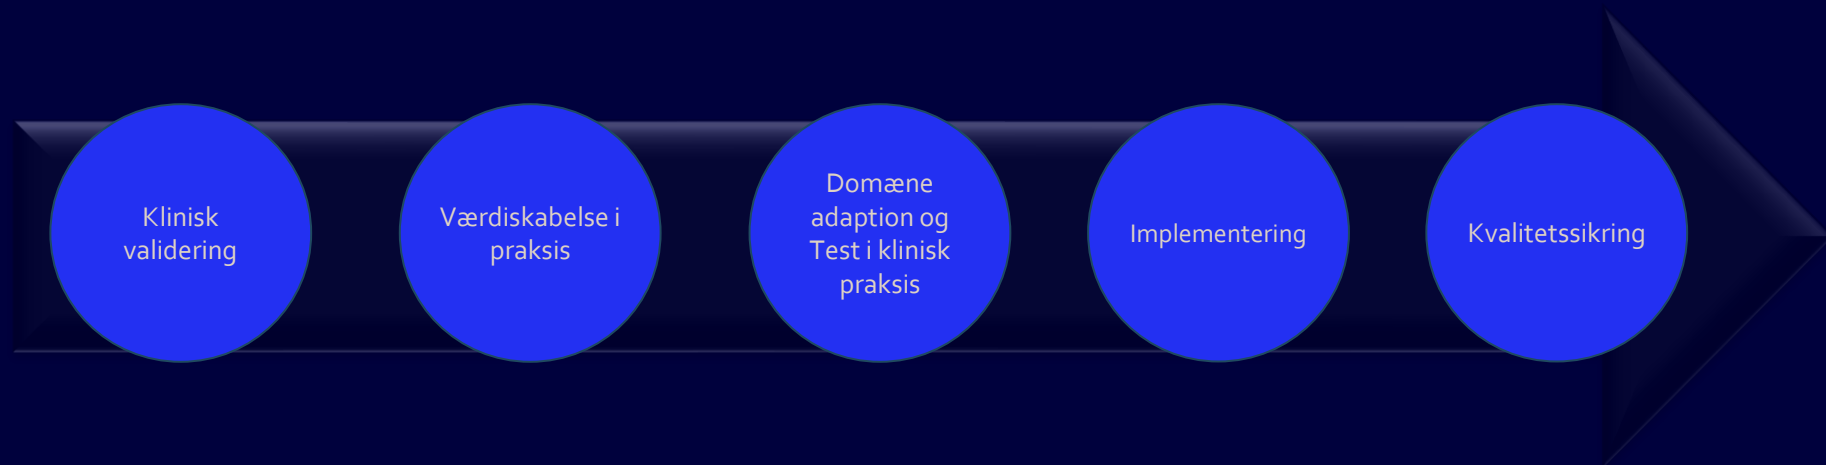 Klinisk
validering
Værdiskabelse i
praksis
Domæne
adaption og
Test i klinisk
praksis
Implementering
Kvalitetssikring